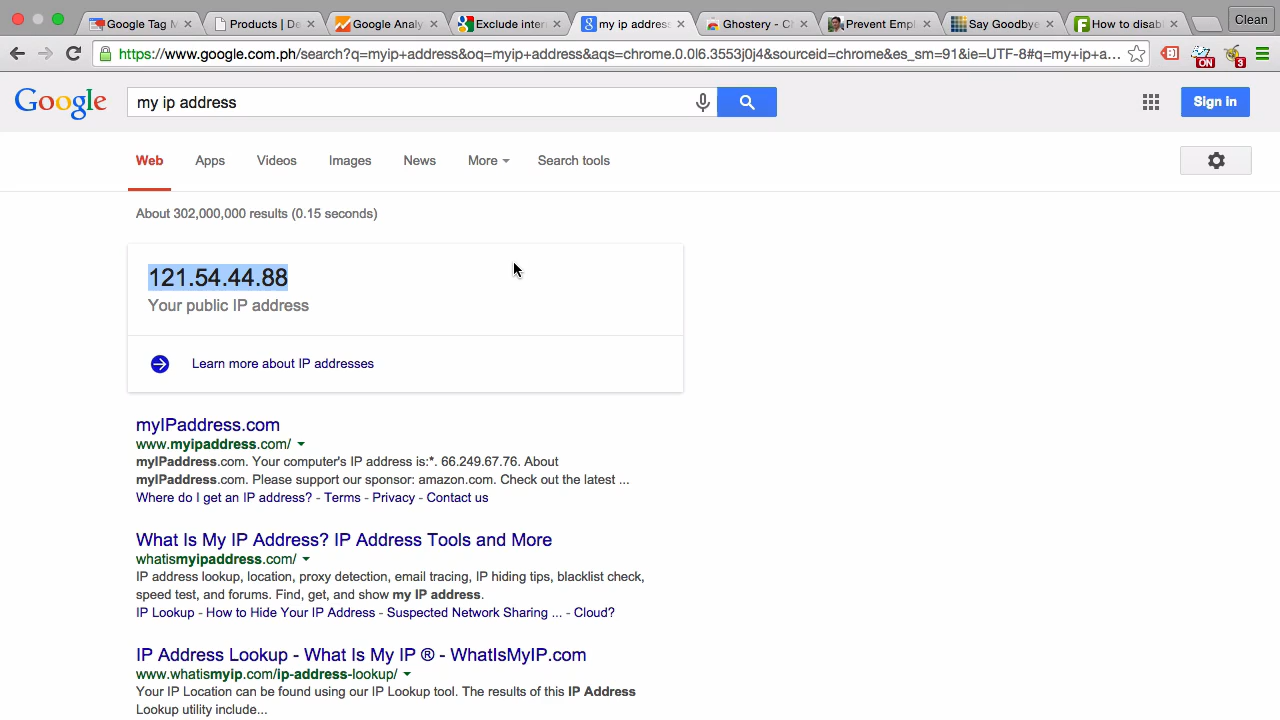 Google Tag M
Products | De
Google Analy
Exclude inter
my ip address
Ghostery - C
Prevent Empl
Say Goodbye
How to disab
Clean
https://www.google.com.ph/search?q=myip+address&oq=myip+address&aqs=chrome.0.0l6.3553j0j4&sourceid=chrome&es_sm=91&ie=UTF-8#q=my+ip+a...
ON
3
Google
my ip address
Sign in
Web
Apps
Videos
Images
News
More
Search tools
About 302,000,000 results (0.15 seconds)
121.54.44.88
Your public IP address
Learn more about IP addresses
myIPaddress.com
www.myipaddress.com/
myIPaddress.com. Your computer's IP address is:*. 66.249.67.76. About
myIPaddress.com. Please support our sponsor: amazon.com. Check out the latest ...
Where do I get an IP address? - Terms - Privacy - Contact us
What Is My IP Address? IP Address Tools and More
whatismyipaddress.com/
IP address lookup, location, proxy detection, email tracing, IP hiding tips, blacklist check,
speed test, and forums. Find, get, and show my IP address.
IP Lookup - How to Hide Your IP Address - Suspected Network Sharing ... - Cloud?
IP Address Lookup - What Is My IP ® - WhatIsMyIP.com
www.whatismyip.com/ip-address-lookup/
Your IP Location can be found using our IP Lookup tool. The results of this IP Address
Lookup utility include...